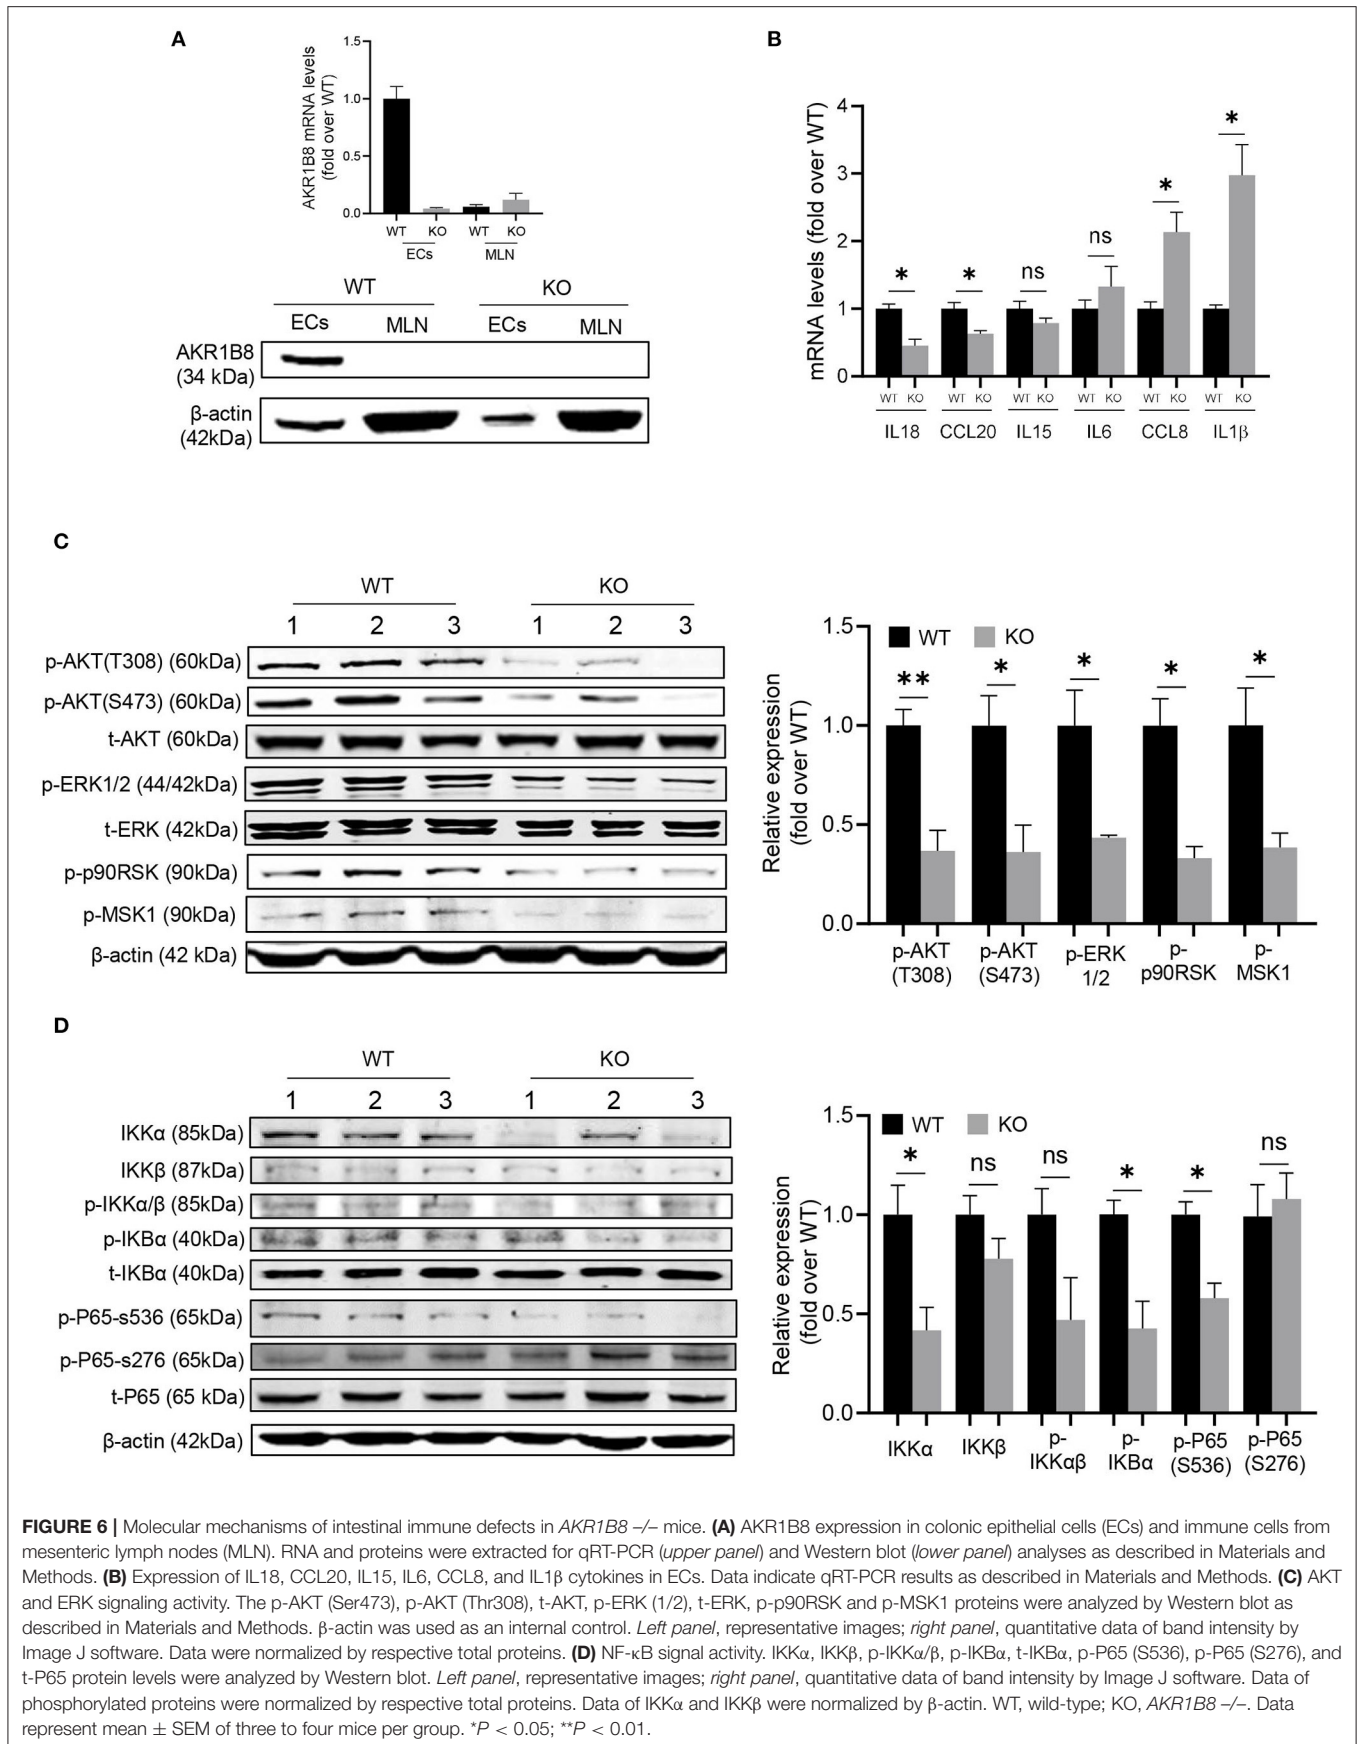 A
AKR1B8 mRNA levels
(fold over WT)
1.5
1.0
0.5
0.0
WT KO WT KO
ECs MLN
WT KO
ECs MLN ECs MLN
AKR1B8
(34 kDa)
β-actin
(42kDa)
B
mRNA levels (fold over WT)
4
3
2
1
0
* * ns ns * *
WT KO WT KO WT KO WT KO WT KO WT KO
IL18 CCL20 IL15 IL6 CCL8 IL1β
C
WT KO
1 2 3 1 2 3
p-AKT(T308) (60kDa)
p-AKT(S473) (60kDa)
t-AKT (60kDa)
p-ERK1/2 (44/42kDa)
t-ERK (42kDa)
p-p90RSK (90kDa)
p-MSK1 (90kDa)
β-actin (42 kDa)
Relative expression
(fold over WT)
1.5
1.0
0.5
0.0
WT KO
** * * * *
p-AKT p-AKT p-ERK p- p-
(T308) (S473) 1/2 p90RSK MSK1
D
WT KO
1 2 3 1 2 3
IKKα (85kDa)
IKKβ (87kDa)
p-IKKα/β (85kDa)
p-IKBα (40kDa)
t-IKBα (40kDa)
p-P65-s536 (65kDa)
p-P65-s276 (65kDa)
t-P65 (65 kDa)
β-actin (42kDa)
Relative expression
(fold over WT)
1.5
1.0
0.5
0.0
WT KO
* ns ns * * ns
IKKα IKKβ p- p- p-P65 p-P65
IKKαβ IKBα (S536) (S276)
FIGURE 6 | Molecular mechanisms of intestinal immune defects in AKR1B8 –/– mice. (A) AKR1B8 expression in colonic epithelial cells (ECs) and immune cells from
mesenteric lymph nodes (MLN). RNA and proteins were extracted for qRT-PCR (upper panel) and Western blot (lower panel) analyses as described in Materials and
Methods. (B) Expression of IL18, CCL20, IL15, IL6, CCL8, and IL1β cytokines in ECs. Data indicate qRT-PCR results as described in Materials and Methods. (C) AKT
and ERK signaling activity. The p-AKT (Ser473), p-AKT (Thr308), t-AKT, p-ERK (1/2), t-ERK, p-p90RSK and p-MSK1 proteins were analyzed by Western blot as
described in Materials and Methods. β-actin was used as an internal control. Left panel, representative images; right panel, quantitative data of band intensity by
Image J software. Data were normalized by respective total proteins. (D) NF-κB signal activity. IKKα, IKKβ, p-IKKα/β, p-IKBα, t-IKBα, p-P65 (S536), p-P65 (S276), and
t-P65 protein levels were analyzed by Western blot. Left panel, representative images; right panel, quantitative data of band intensity by Image J software. Data of
phosphorylated proteins were normalized by respective total proteins. Data of IKKα and IKKβ were normalized by β-actin. WT, wild-type; KO, AKR1B8 –/–. Data
represent mean ± SEM of three to four mice per group. *P < 0.05; **P < 0.01.